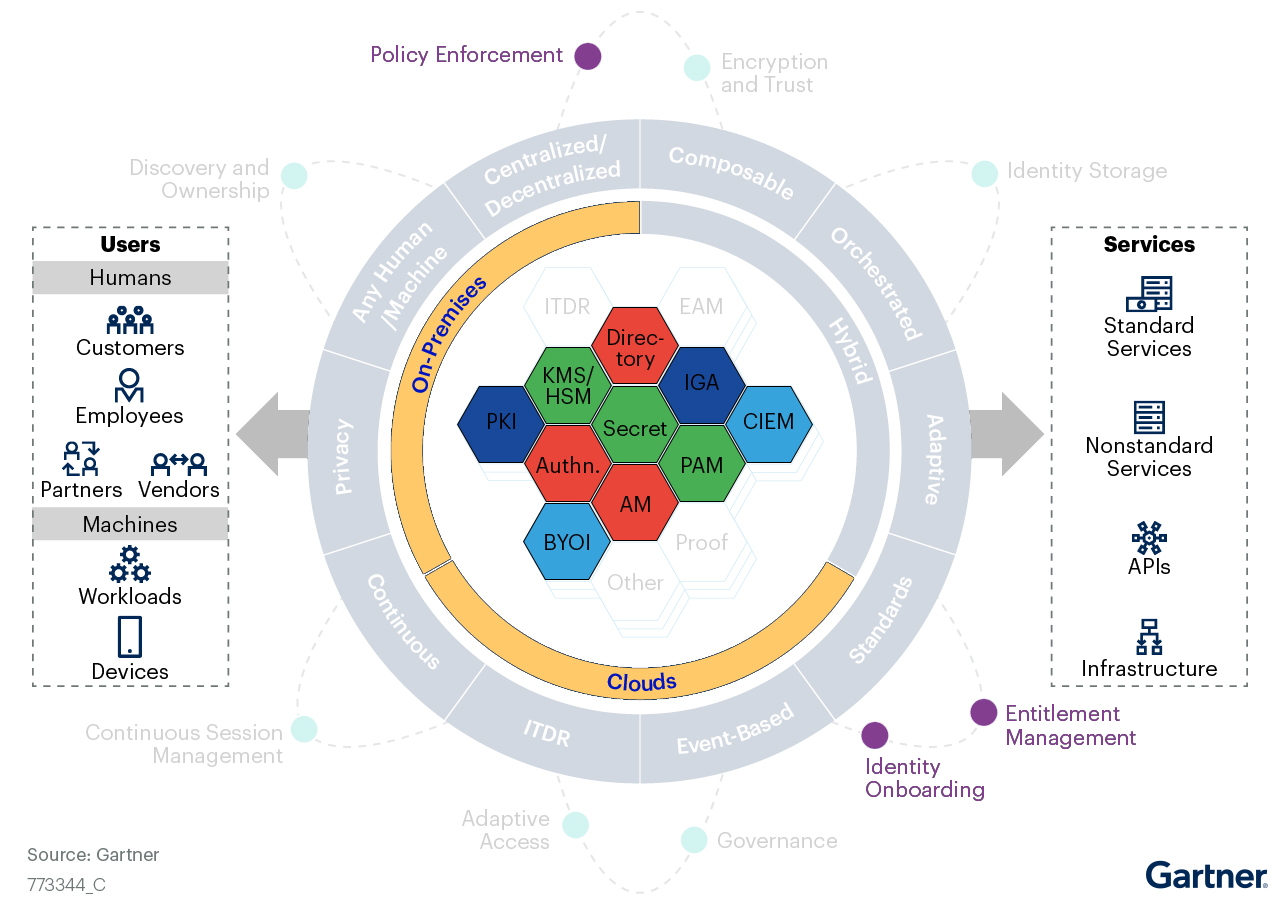 Policy Enforcement
Encryption
and Trust
Discovery and
Ownership
Identity Storage
Centralized/
Decentralized
Composable
Any Human
/Machine
Orchestrated
Privacy
Adaptive
Continuous
Standards
ITDR
Event-Based
On-Premises
Hybrid
Clouds
Users
Humans
Customers
Employees
Partners
Vendors
Machines
Workloads
Devices
ITDR
EAM
Direc-
tory
KMS/
HSM
IGA
PKI
Secret
CIEM
Authn.
PAM
AM
BYOI
Proof
Other
Services
Standard
Services
Nonstandard
Services
APIs
Infrastructure
Continuous Session
Management
Entitlement
Management
Identity
Onboarding
Adaptive
Access
Governance
Source: Gartner
773344_C
Gartner®